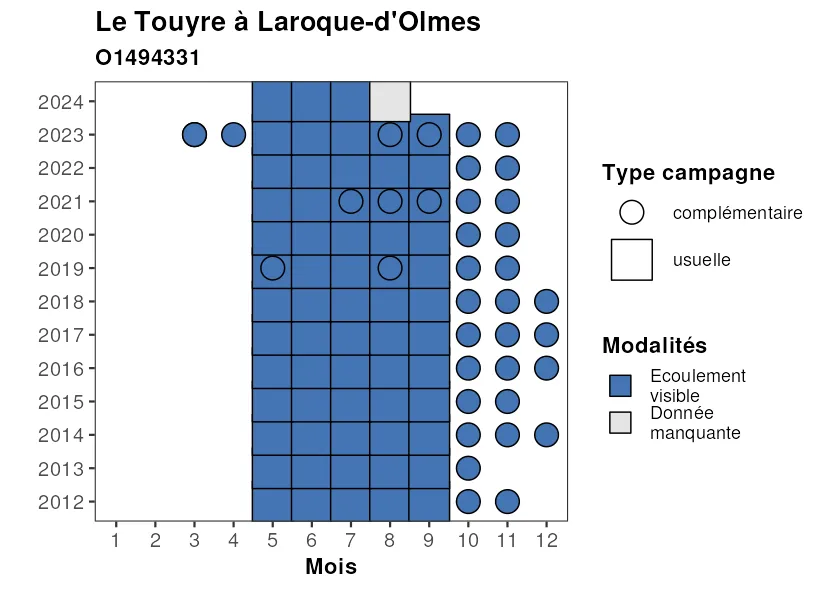 Le Touyre à Laroque-d'Olmes
O1494331
2024
2023
2022
2021
2020
2019
2018
2017
2016
2015
2014
2013
2012
1 2 3 4 5 6 7 8 9 10 11 12
Mois
Type campagne
complémentaire
usuelle
Modalités
Ecoulement
visible
Donnée
manquante